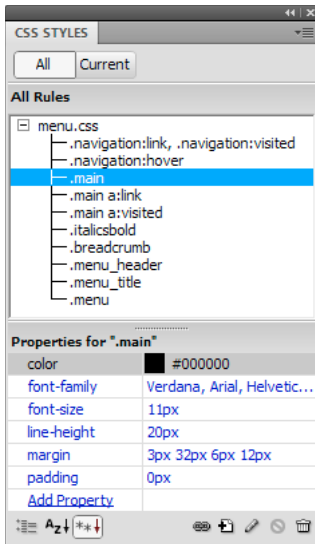 CSS STYLES
All Current
All Rules
menu.css
.navigation:link, .navigation:visited
.navigation:hover
.main
.main a:link
.main a:visited
.italicsbold
.breadcrumb
.menu_header
.menu_title
.menu
Properties for ".main"
color #000000
font-family Verdana, Arial, Helvetic...
font-size 11px
line-height 20px
margin 3px 32px 6px 12px
padding 0px
Add Property